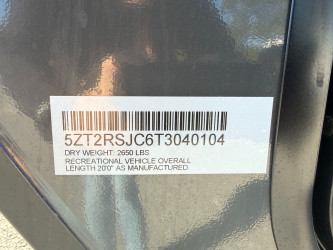 5ZT2RSJC6T3040104
DRY WEIGHT: 2650 LBS
RECREATIONAL VEHICLE OVERALL
LENGTH 20'0" AS MANUFACTURED